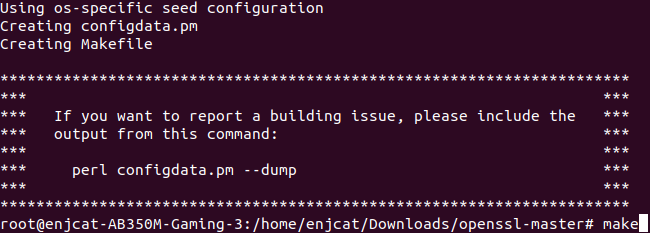 Using os-specific seed configuration
Creating configdata.pm
Creating Makefile
**********************************************************************
*** ***
*** If you want to report a building issue, please include the ***
*** output from this command: ***
*** ***
*** perl configdata.pm --dump ***
*** ***
**********************************************************************
root@enjcat-AB350M-Gaming-3:/home/enjcat/Downloads/openssl-master# make